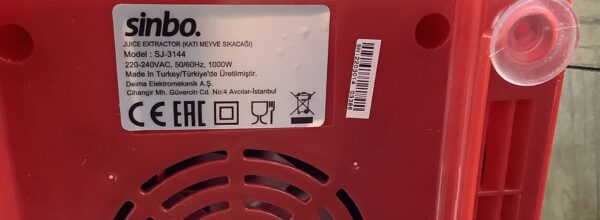 sinbo.
JUICE EXTRACTOR (KATI MEYVE SIKACAĞI)
Model : SJ-3144
220-240VAC, 50/60Hz, 1000W
Made In Turkey/Türkiye'de Üretilmiştir.
Deima Elektromekanik A.Ş.
Cihangir Mh. Güvercin Cd. No:4 Avcılar-İstanbul
CE EAC